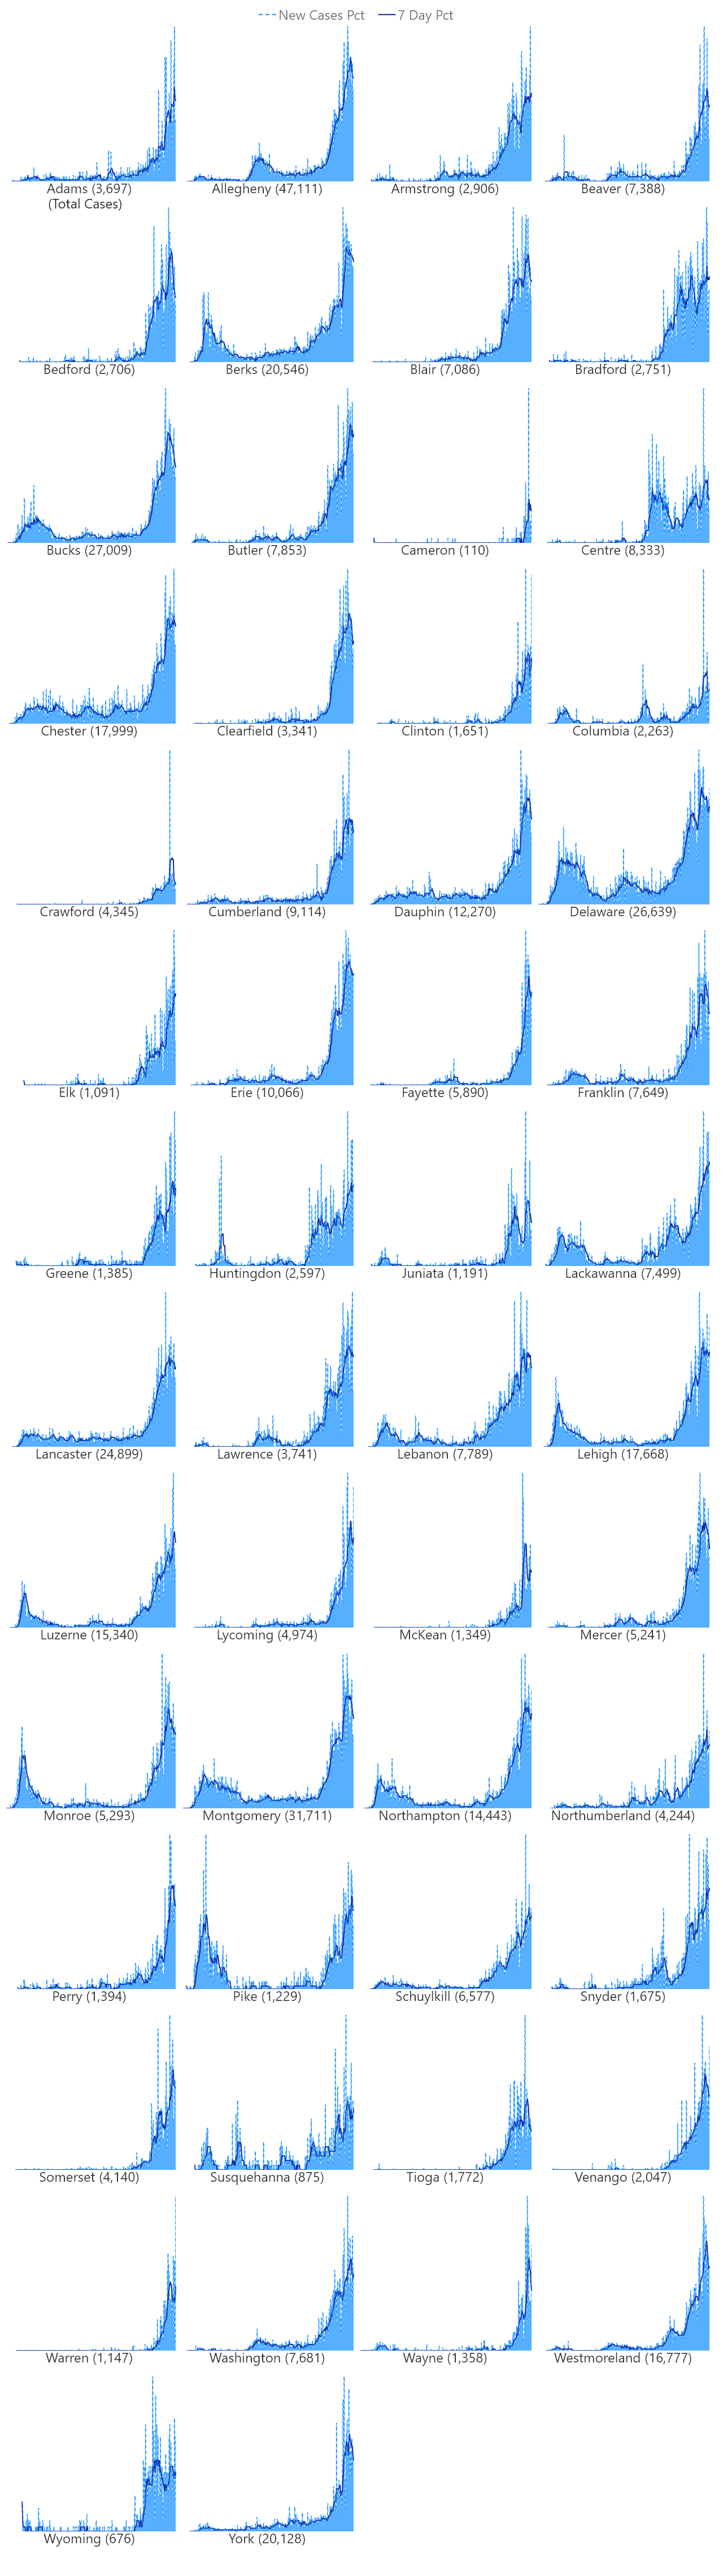 New Cases Pct 7 Day Pct
Adams (3,697) Allegheny (47,111) Armstrong (2,906) Beaver (7,388)
(Total Cases)
Bedford (2,706) Berks (20,546) Blair (7,086) Bradford (2,751)
Bucks (27,009) Butler (7,853) Cameron (110) Centre (8,333)
Chester (17,999) Clearfield (3,341) Clinton (1,651) Columbia (2,263)
Crawford (4,345) Cumberland (9,114) Dauphin (12,270) Delaware (26,639)
Elk (1,091) Erie (10,066) Fayette (5,890) Franklin (7,649)
Greene (1,385) Huntingdon (2,597) Juniata (1,191) Lackawanna (7,499)
Lancaster (24,899) Lawrence (3,741) Lebanon (7,789) Lehigh (17,668)
Luzerne (15,340) Lycoming (4,974) McKean (1,349) Mercer (5,241)
Monroe (5,293) Montgomery (31,711) Northampton (14,443) Northumberland (4,244)
Perry (1,394) Pike (1,229) Schuylkill (6,577) Snyder (1,675)
Somerset (4,140) Susquehanna (875) Tioga (1,772) Venango (2,047)
Warren (1,147) Washington (7,681) Wayne (1,358) Westmoreland (16,777)
Wyoming (676) York (20,128)